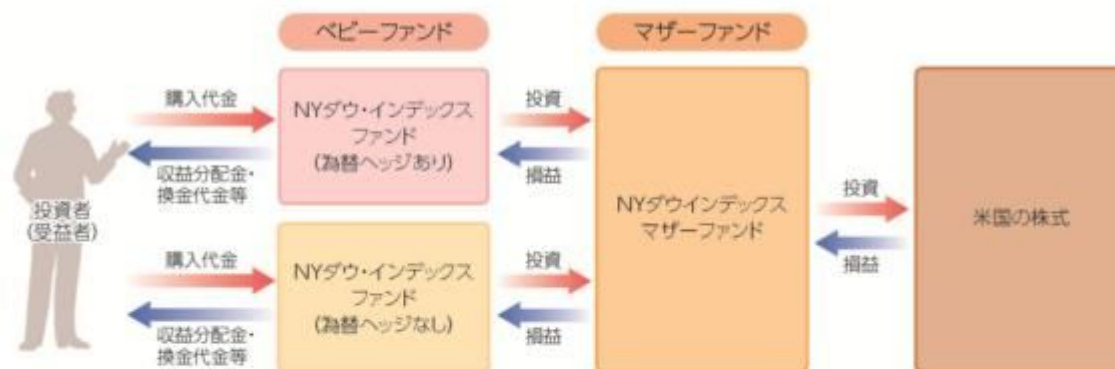 ベビーファンド
マザーファンド
購入代金
収益分配金・
換金代金等
NYダウ・インデックス
ファンド
(為替ヘッジあり)
投資
損益
投資者
(受益者)
購入代金
収益分配金・
換金代金等
NYダウ・インデックス
ファンド
(為替ヘッジなし)
投資
損益
NYダウインデックス
マザーファンド
投資
損益
米国の株式